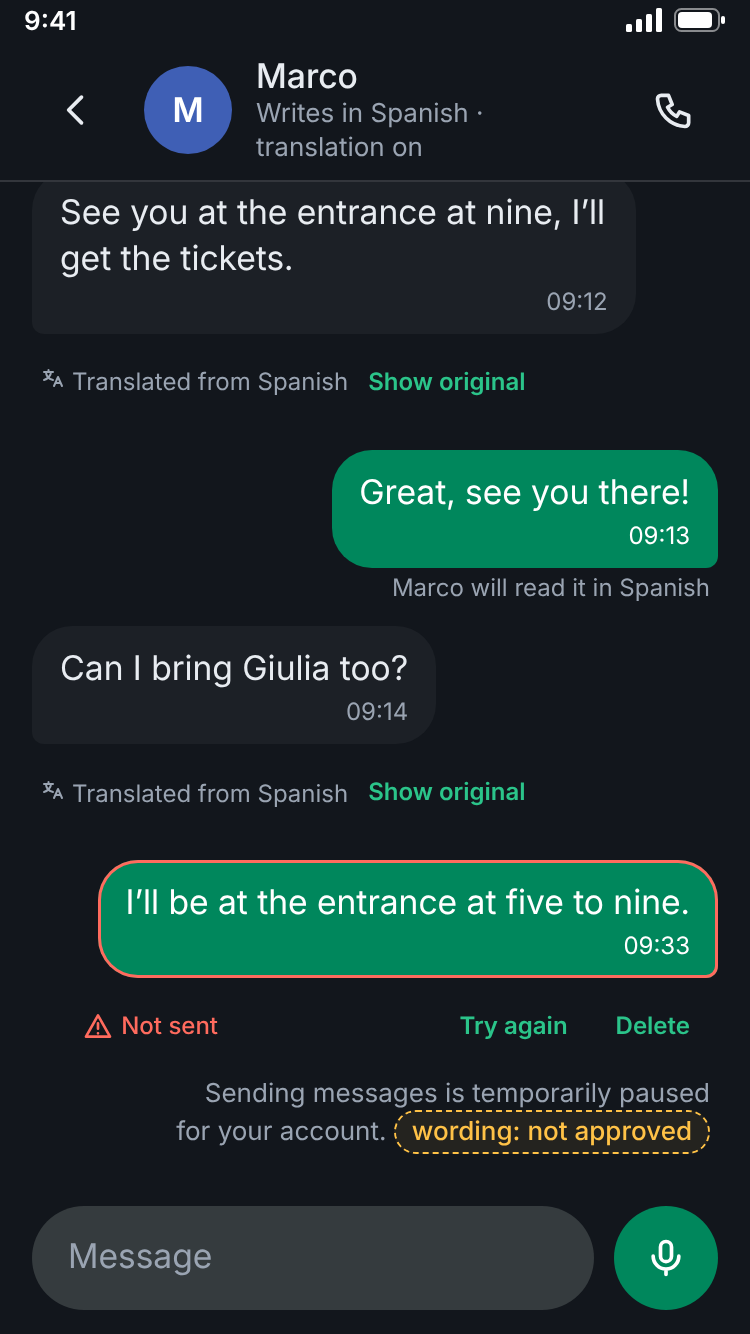 9:41
M
Marco
Writes in Spanish ·
translation on
See you at the entrance at nine, I’ll
get the tickets.
09:12
Translated from Spanish Show original
Great, see you there!
09:13
Marco will read it in Spanish
Can I bring Giulia too?
09:14
Translated from Spanish Show original
I’ll be at the entrance at five to nine.
09:33
Not sent Try again Delete
Sending messages is temporarily paused
for your account. wording: not approved
Message